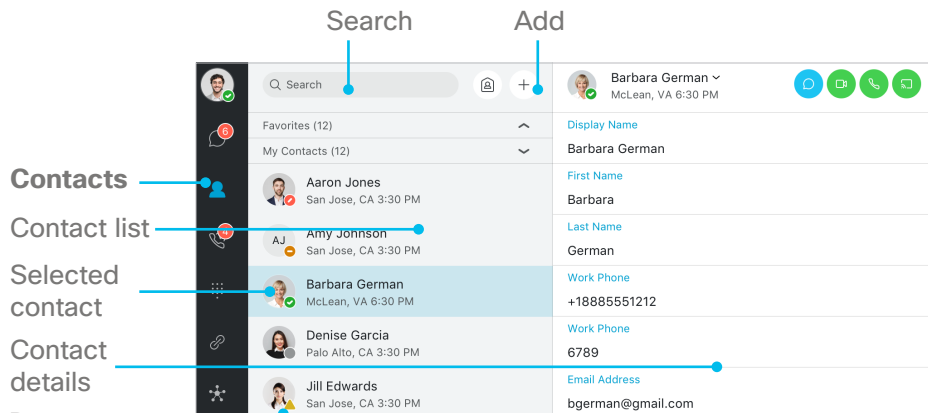 Search
Add
Contacts
Contact list
Selected
contact
Contact
details
6
4
Search
Favorites (12)
My Contacts (12)
Aaron Jones
San Jose, CA 3:30 PM
AJ
Amy Johnson
San Jose, CA 3:30 PM
Barbara German
McLean, VA 6:30 PM
Denise Garcia
Palo Alto, CA 3:30 PM
Jill Edwards
San Jose, CA 3:30 PM
Barbara German
McLean, VA 6:30 PM
Display Name
Barbara German
First Name
Barbara
Last Name
German
Work Phone
+18885551212
Work Phone
6789
Email Address
bgerman@gmail.com